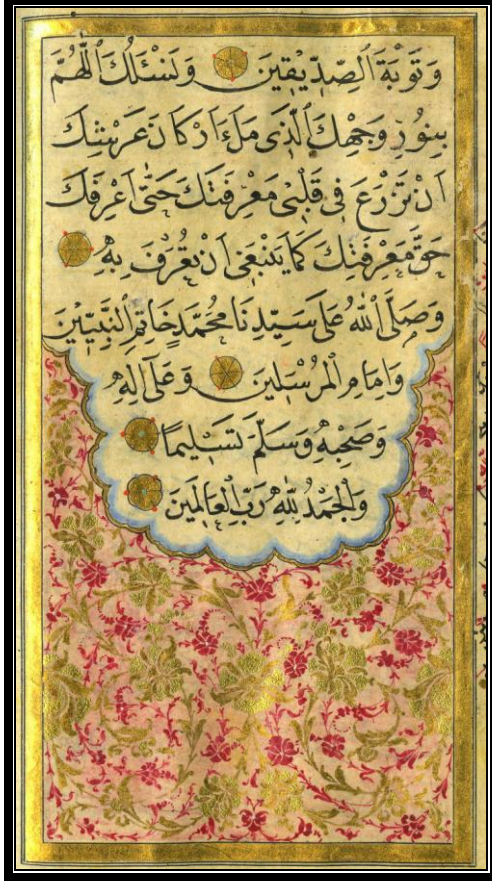 وَتَوْبَةَ الصِّدِّيقِينَ وَنَسْئَلُكَ اللّٰهُمَّ
بِنُورِ وَجْهِكَ الَّذِى مَلَءَ اَرْكَانَ عَرْشِكَ
اَنْ تَزْرَعَ فِى قَلْبِى مَعْرِفَتَكَ حَتّٰى اَعْرِفَكَ
حَقَّ مَعْرِفَتِكَ كَمَا يَنْبَغِى اَنْ تُعْرَفَ بِهِ
وَصَلَّى اللّٰهُ عَلَى سَيِّدِنَا مُحَمَّدٍ خَاتِمِ النَّبِيِّينَ
وَاِمَامِ الْمُرْسَلِينَ وَعَلَى اٰلِهِ
وَصَحْبِهِ وَسَلَّمَ تَسْلِيمًا
وَالْحَمْدُ لِلّٰهِ رَبِّ الْعَالَمِينَ